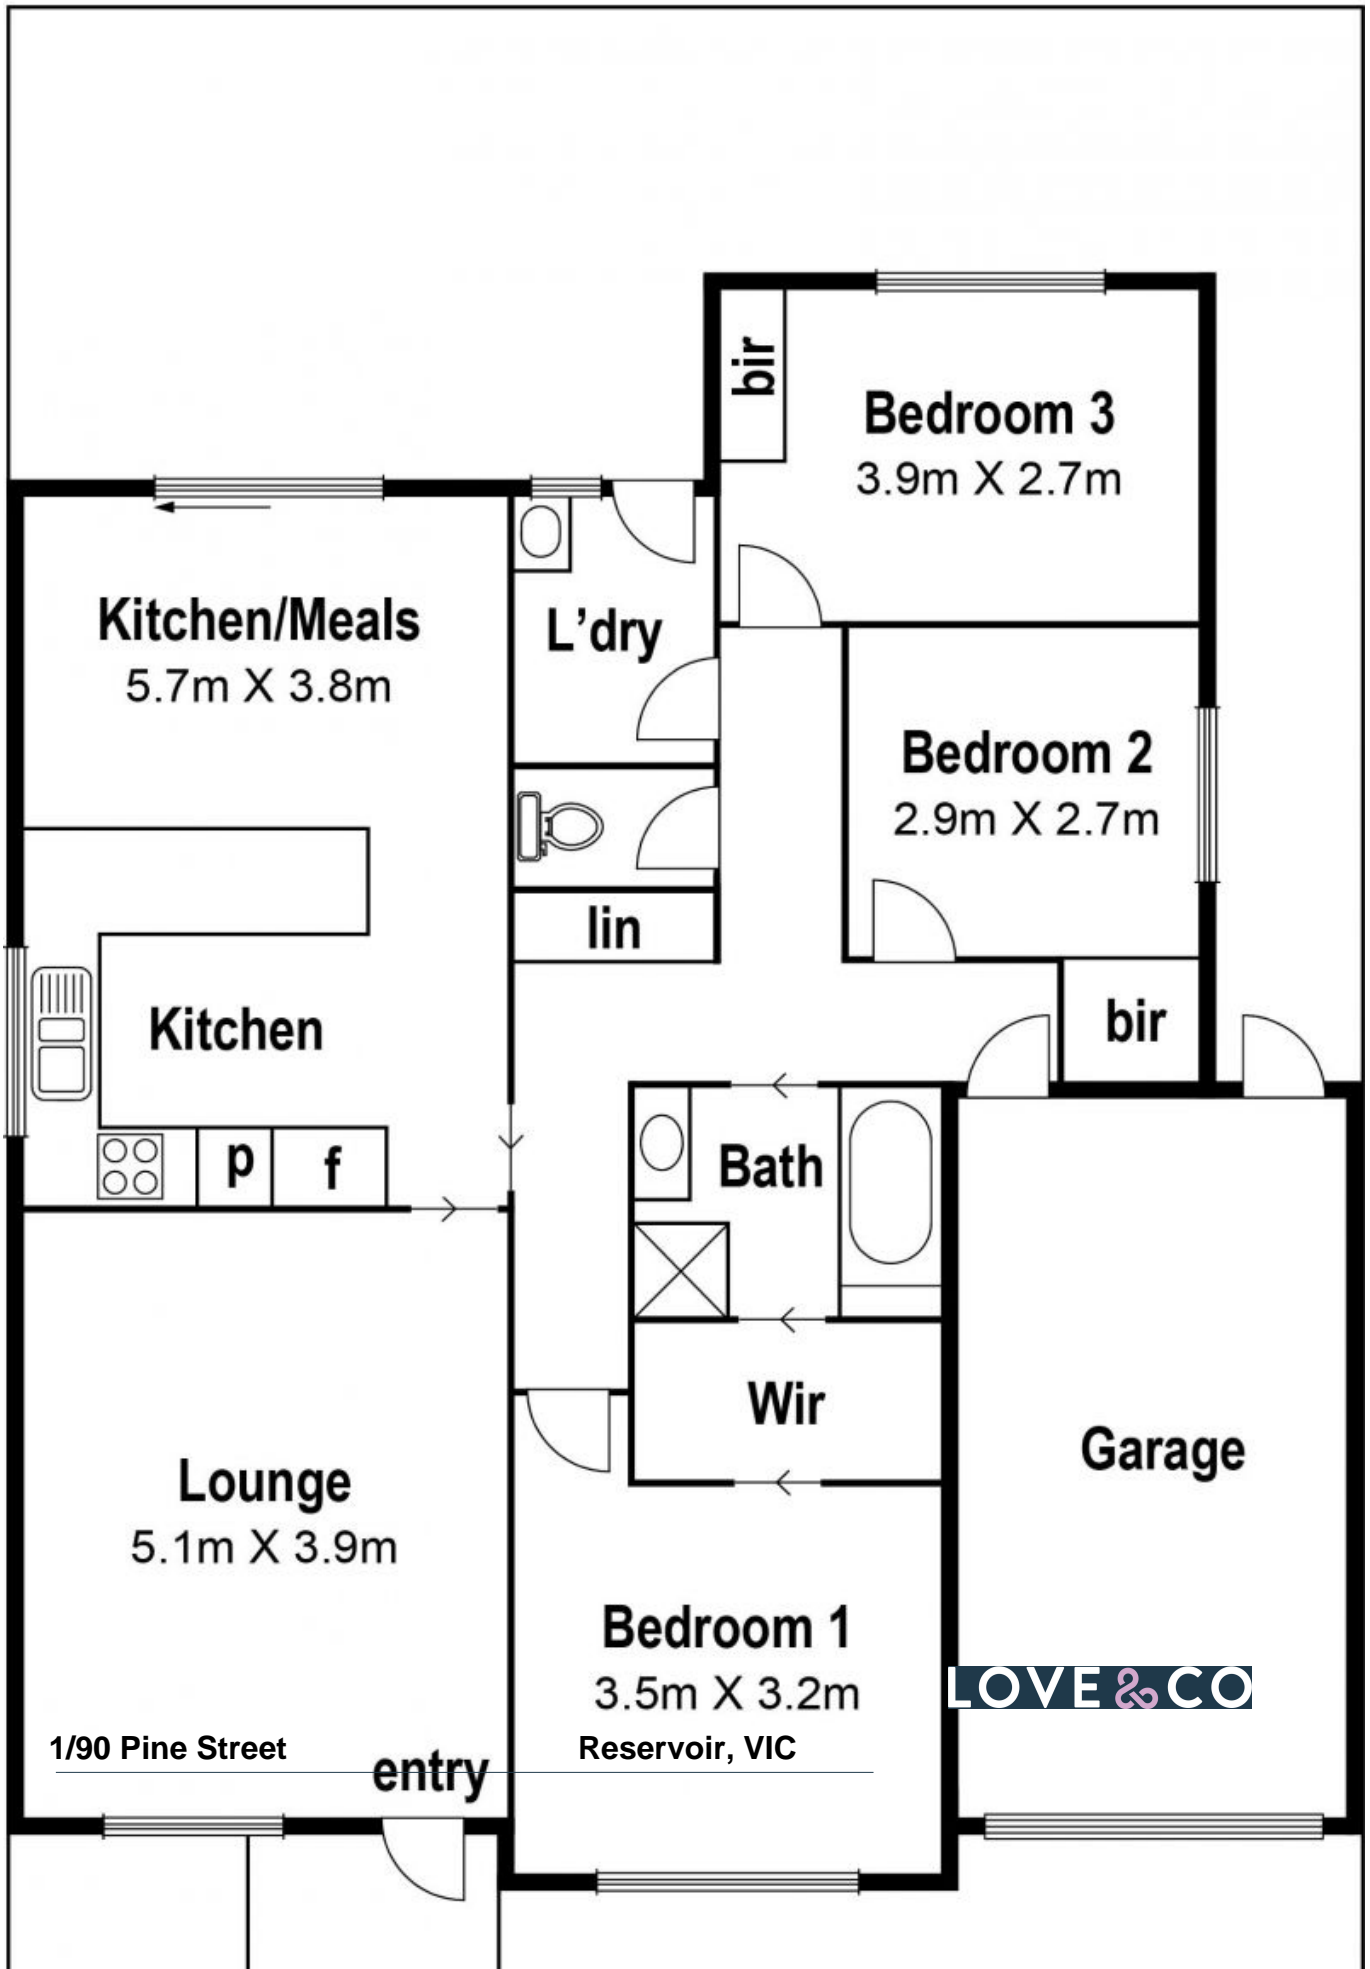 bir
Bedroom 3
3.9m X 2.7m
Kitchen/Meals
5.7m X 3.8m
L’dry
Bedroom 2
2.9m X 2.7m
lin
bir
Kitchen
p
f
Bath
Wir
Garage
Lounge
5.1m X 3.9m
Bedroom 1
3.5m X 3.2m
LOVE & CO
1/90 Pine Street
Reservoir, VIC
entry